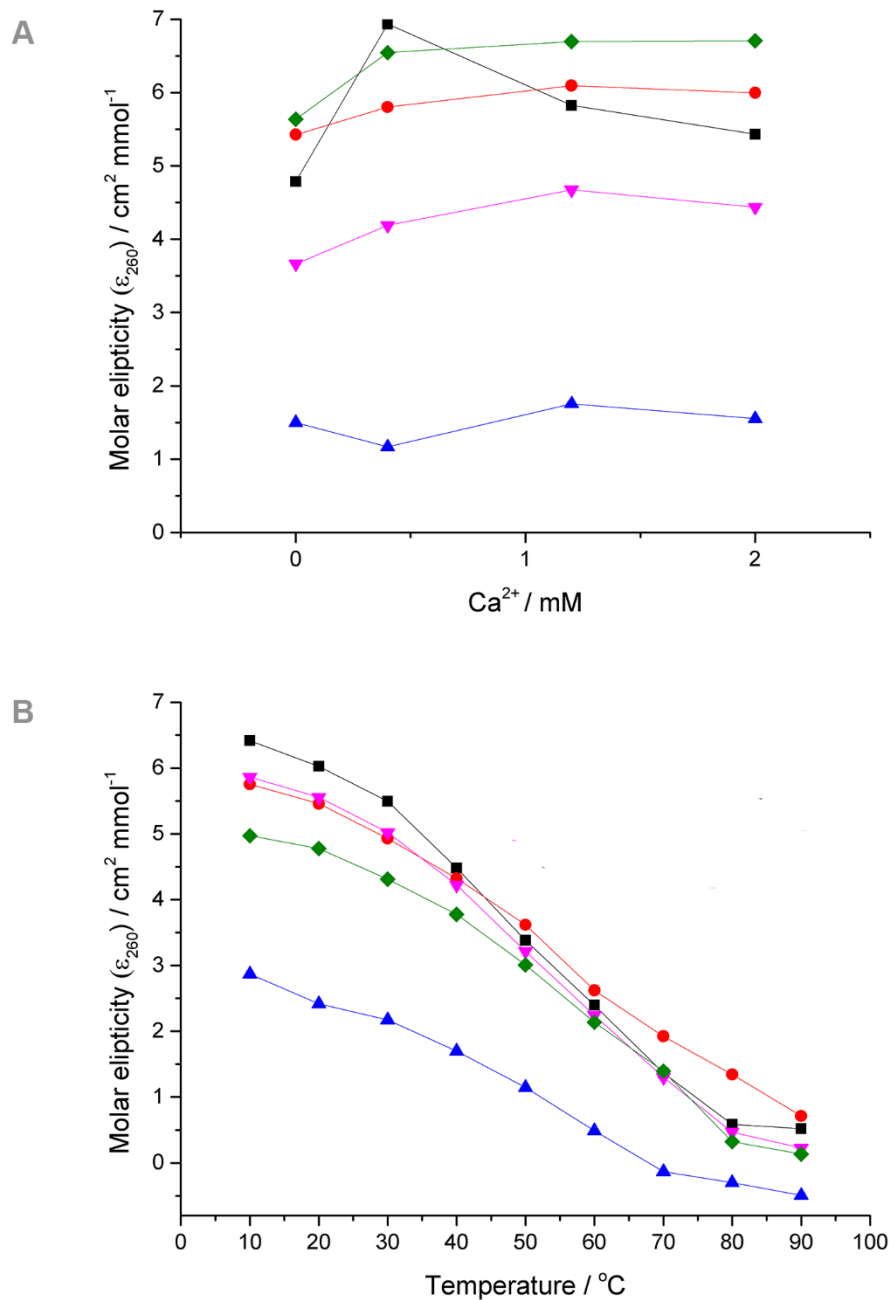 A
7
6
5
4
3
2
1
0
Molar elipticity (ε₂₆₀) / cm² mmol⁻¹
0 1 2
Ca²⁺ / mM
B
7
6
5
4
3
2
1
0
Molar elipticity (ε₂₆₀) / cm² mmol⁻¹
0 10 20 30 40 50 60 70 80 90 100
Temperature / °C